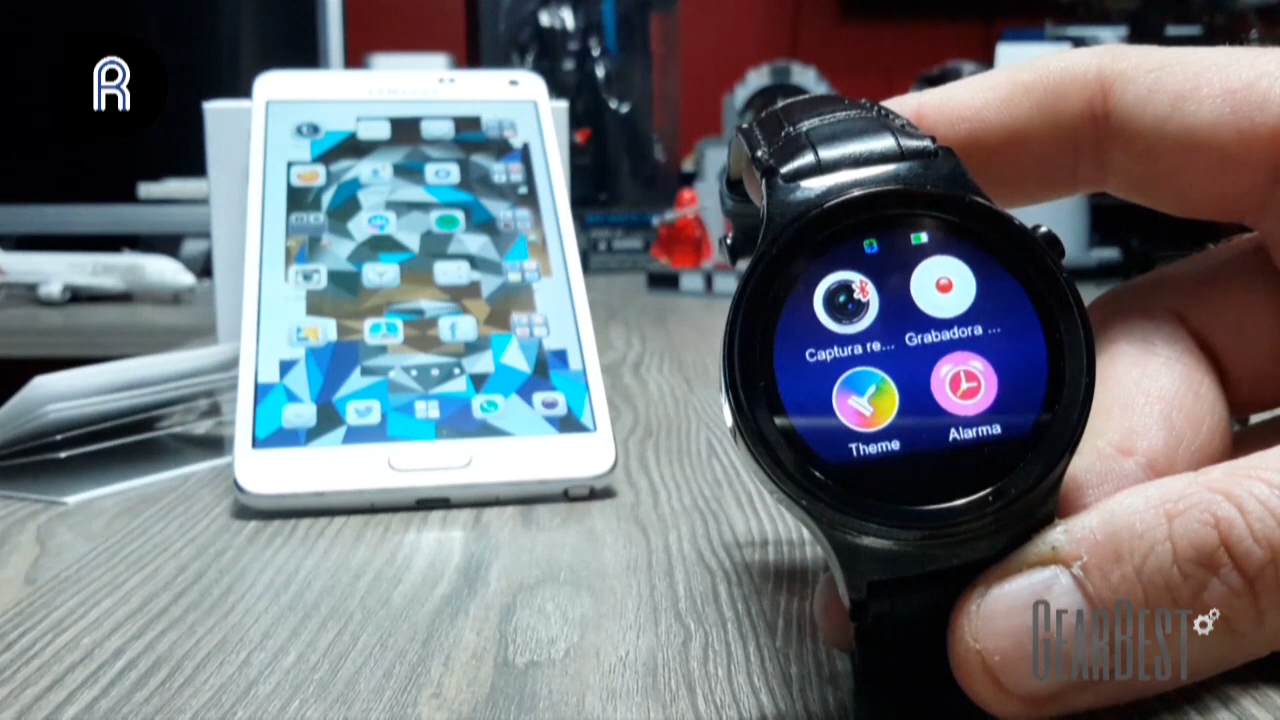 R
Captura re...
Grabadora ...
Theme
Alarma
GEARBEST